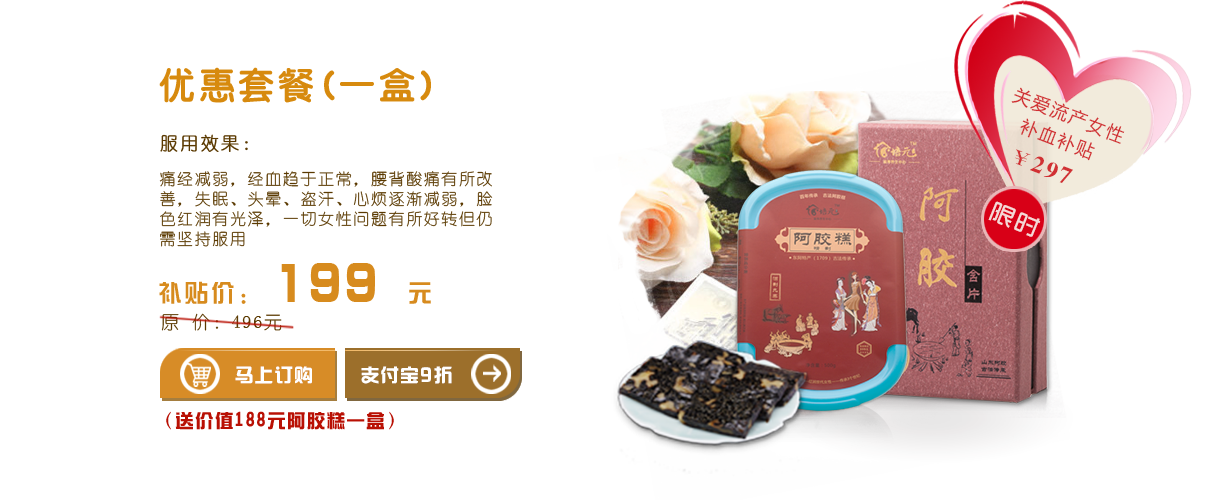 优惠套餐(一盒)
服用效果:
痛经减弱，经血趋于正常，腰背酸痛有所改
善，失眠、头晕、盗汗、心烦逐渐减弱，脸
色红润有光泽，一切女性问题有所好转但仍
需坚持服用
补贴价: 199 元
原 价: 496元
马上订购
支付宝9折
(送价值188元阿胶糕一盒)
关爱流产女性
补血补贴
¥297
限时
阿胶
含片
阿胶糕